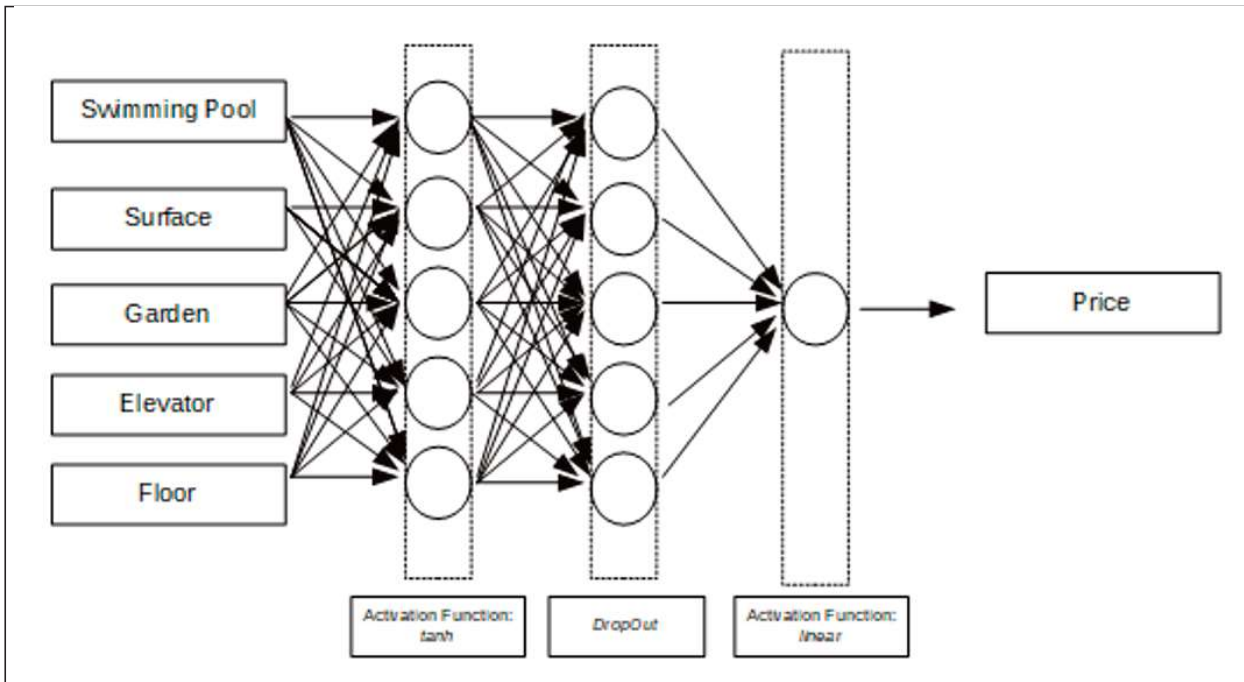 Swimming Pool
Surface
Garden
Elevator
Floor
Price
Activation Function:
tanh
DropOut
Activation Function:
linear